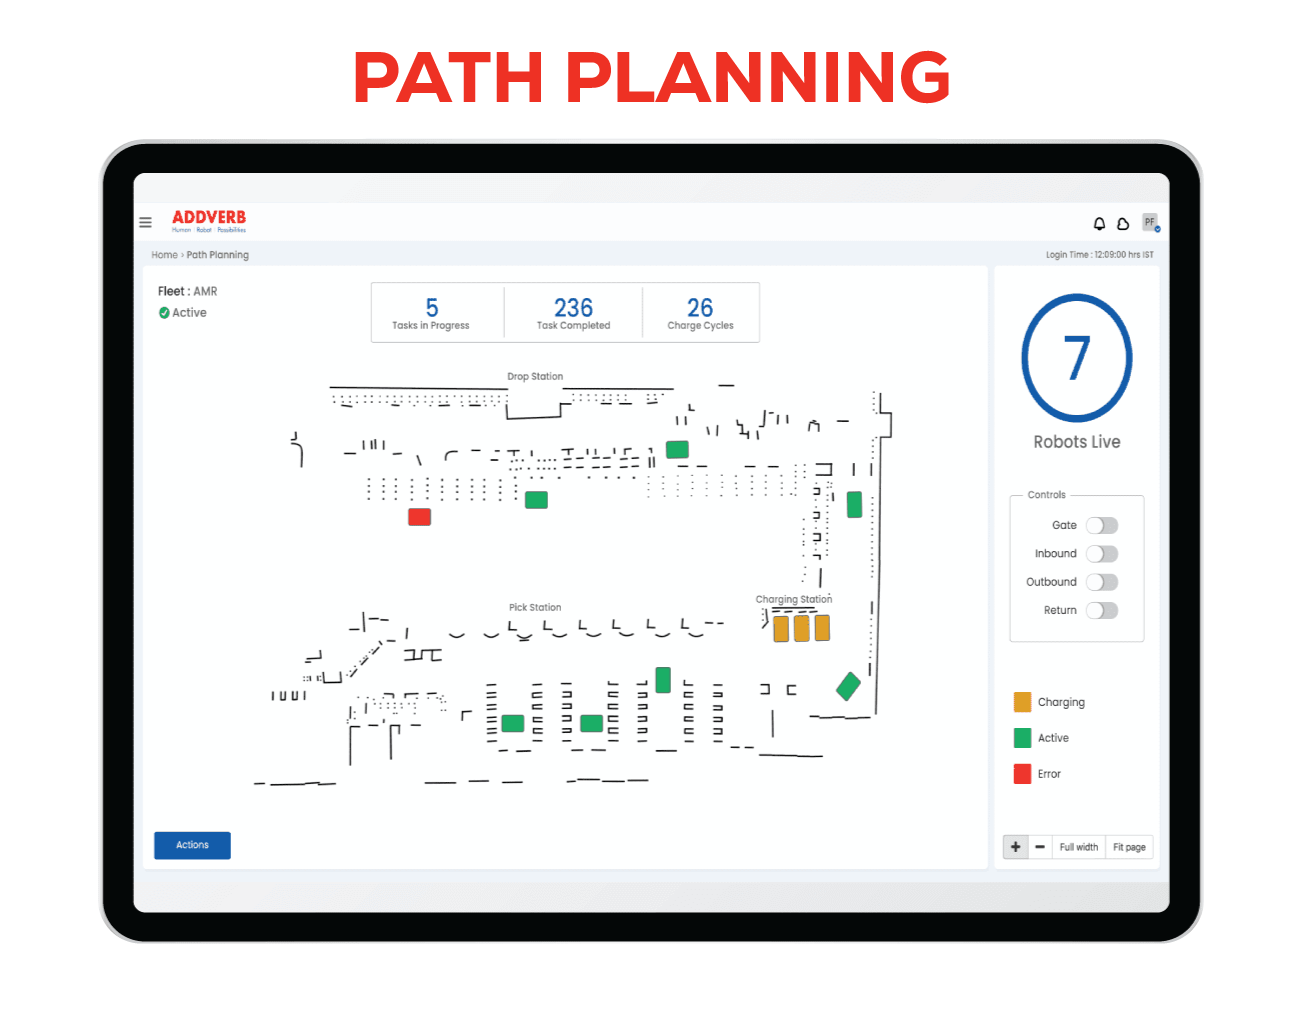 PATH PLANNING
ADDVERB
Human · Robot · Possibilities
PF
Home › Path Planning
Login Time : 12:09:00 hrs IST
Fleet : AMR
Active
5
Tasks in Progress
236
Task Completed
26
Charge Cycles
7
Robots Live
Drop Station
Controls
Gate
Inbound
Outbound
Return
Charging Station
Pick Station
Charging
Active
Error
Actions
+ − Full width Fit page